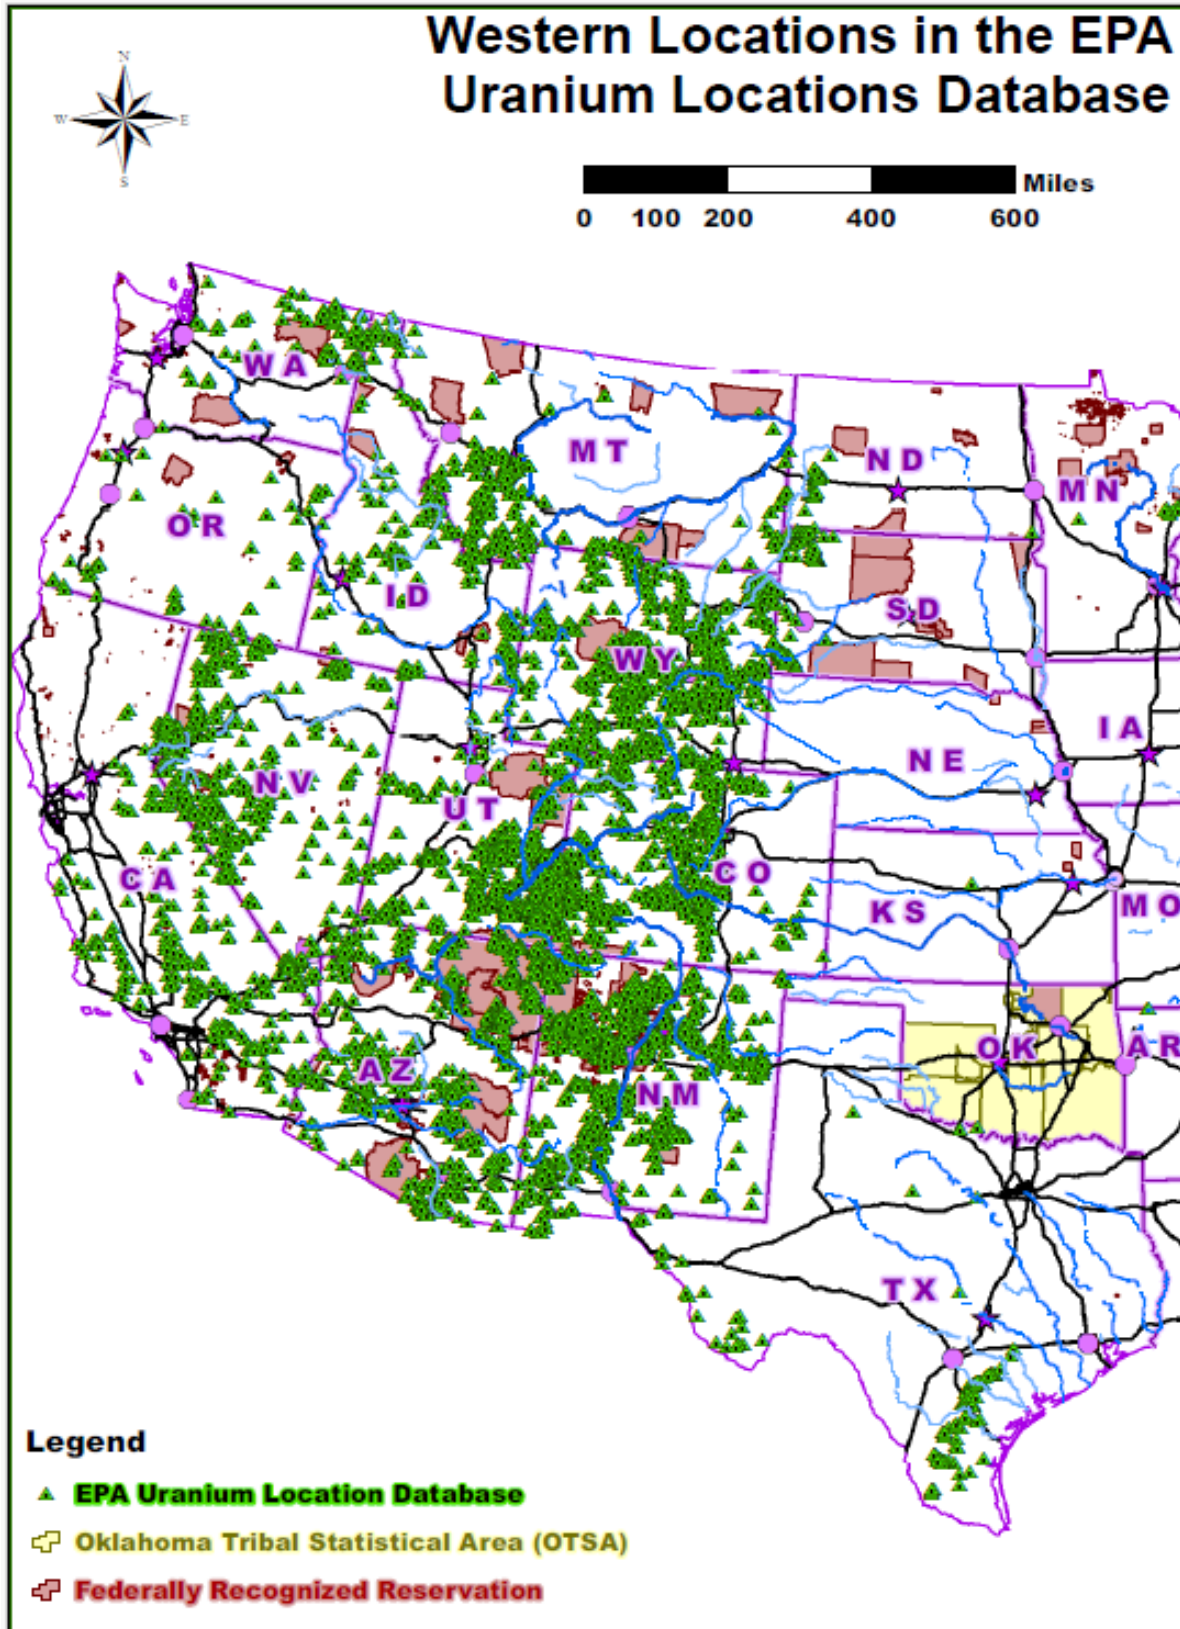 Western Locations in the EPA
Uranium Locations Database
N
W E
S
Miles
0 100 200 400 600
WA
MT
ND
MN
OR
ID
SD
WY
IA
NE
NV
UT
CA
CO
KS
MO
OK
AR
AZ
NM
TX
Legend
EPA Uranium Location Database
Oklahoma Tribal Statistical Area (OTSA)
Federally Recognized Reservation